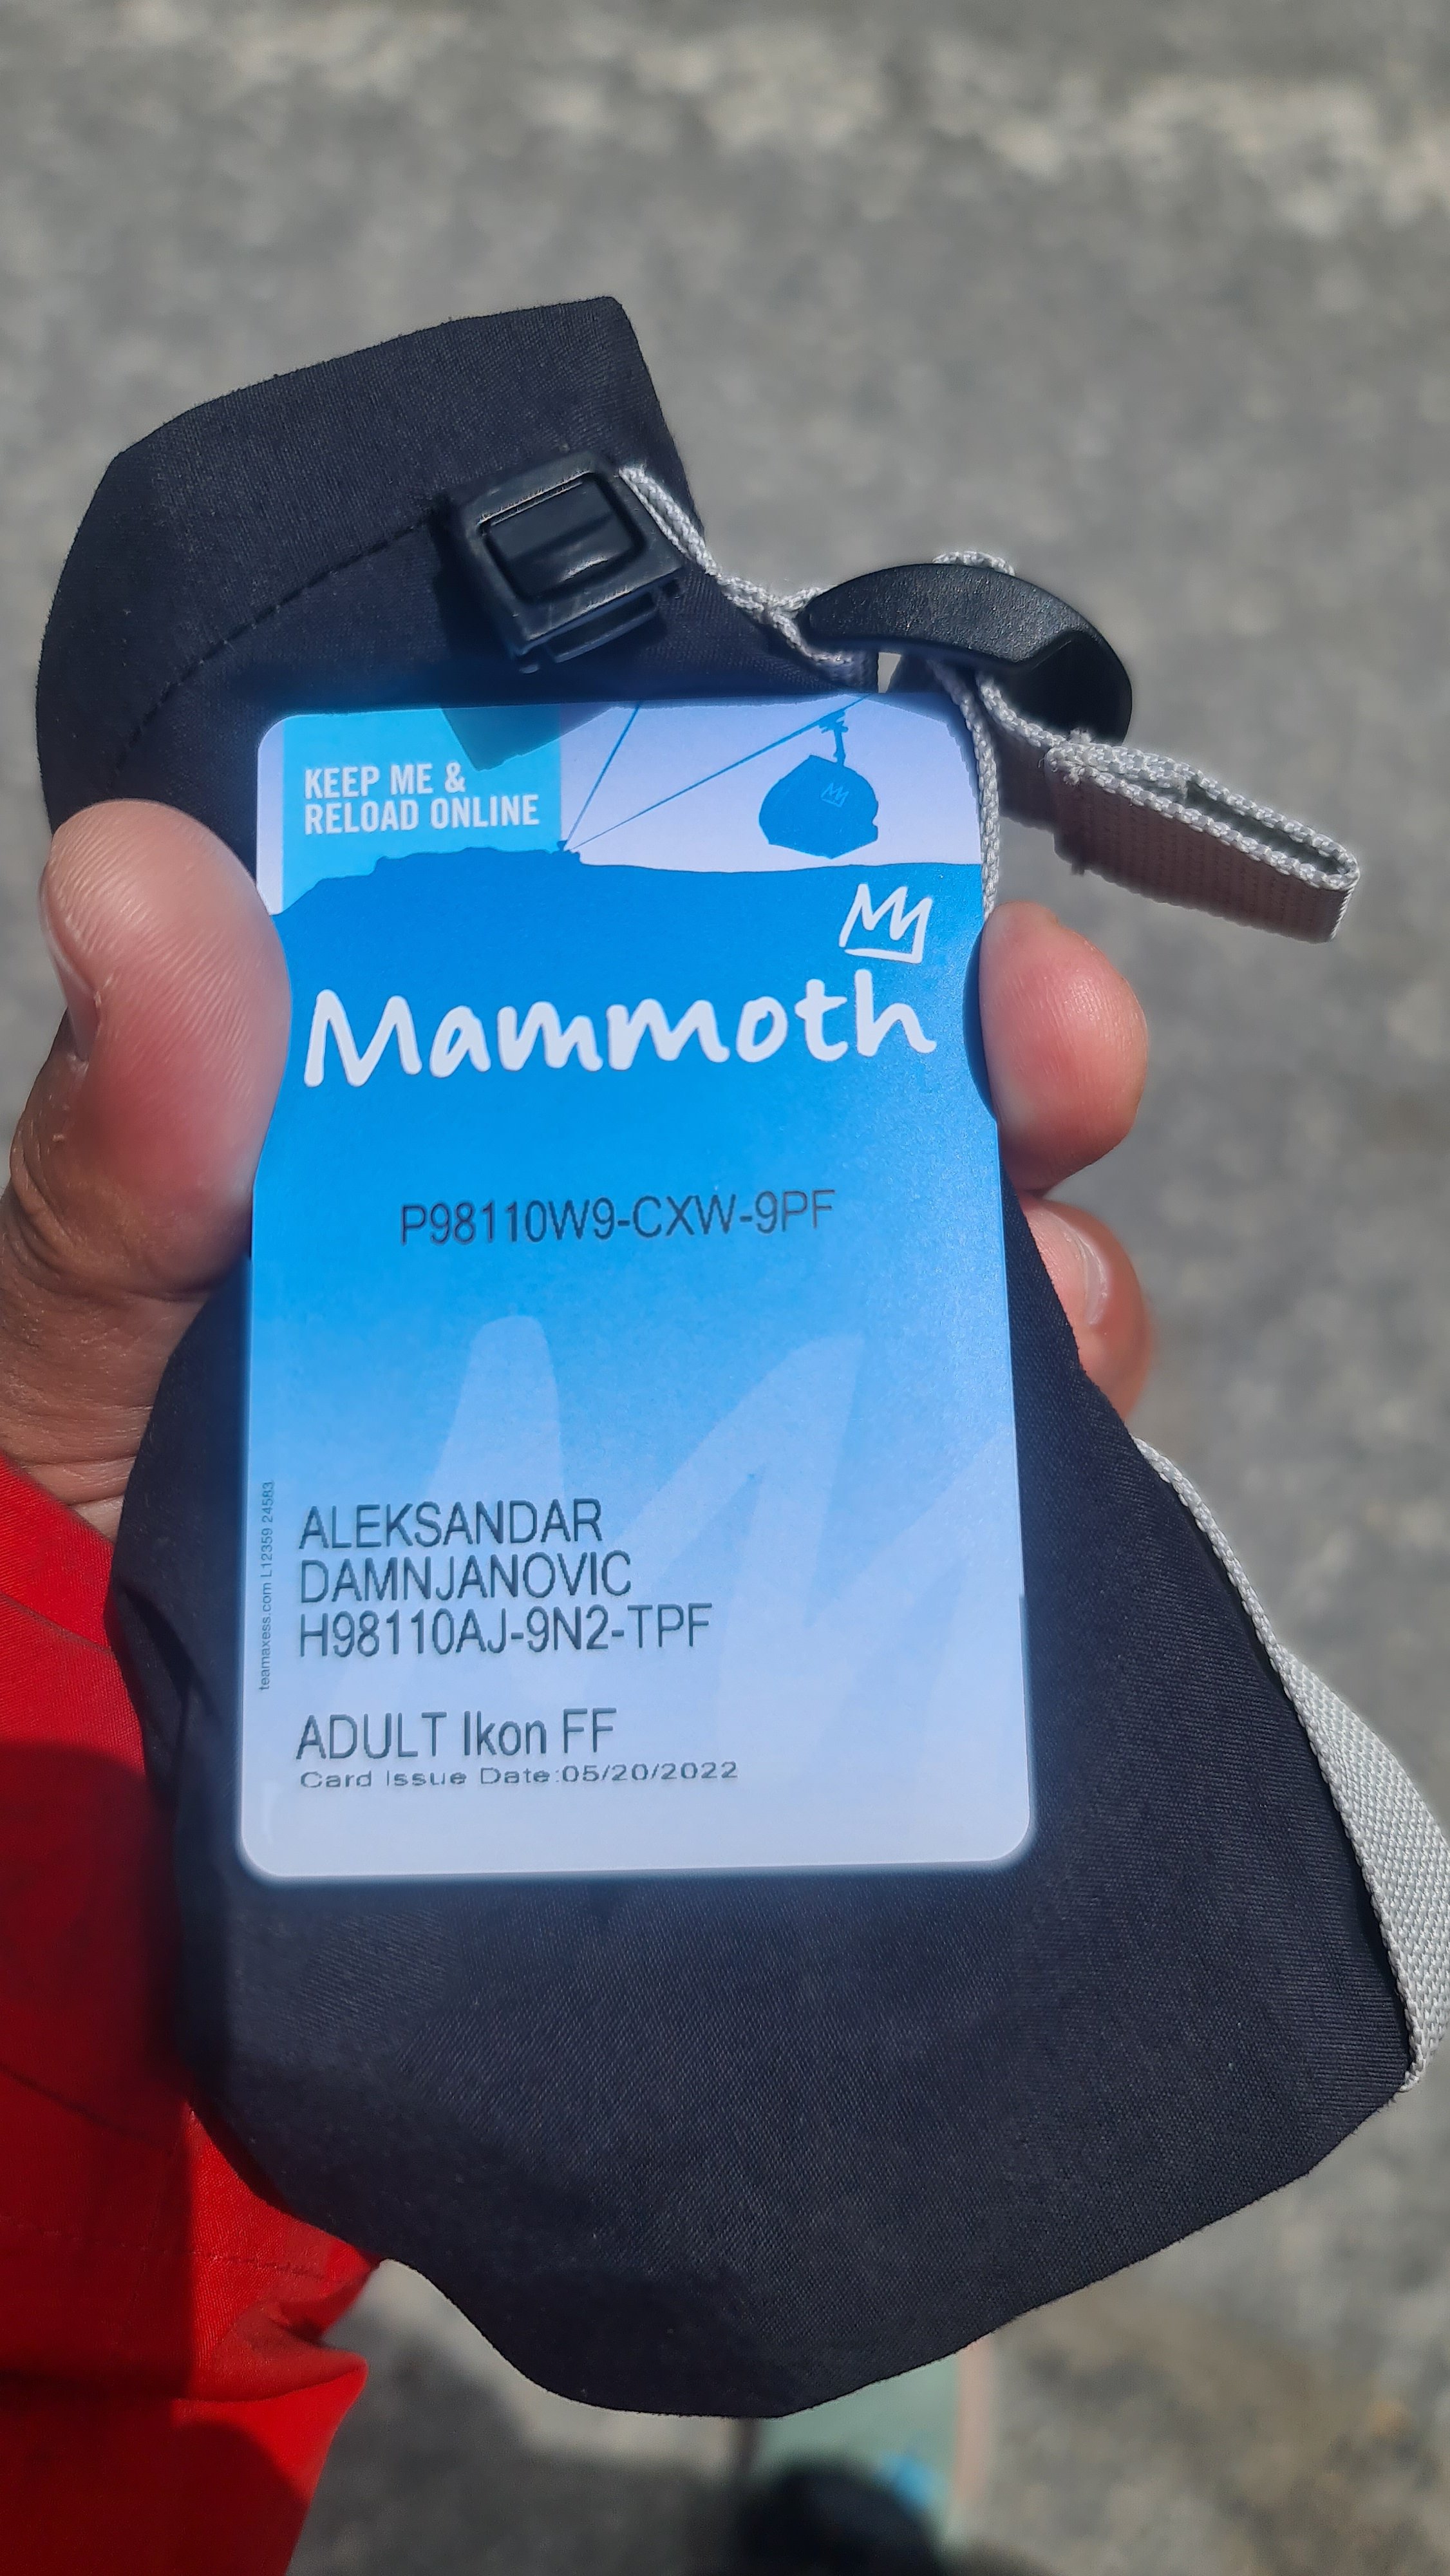 KEEP ME &
RELOAD ONLINE
Mammoth
P98110W9-CXW-9PF
ALEKSANDAR
DAMNJANOVIC
H98110AJ-9N2-TPF
ADULT Ikon FF
Card Issue Date:05/20/2022
teamaxess.com L12359 24583